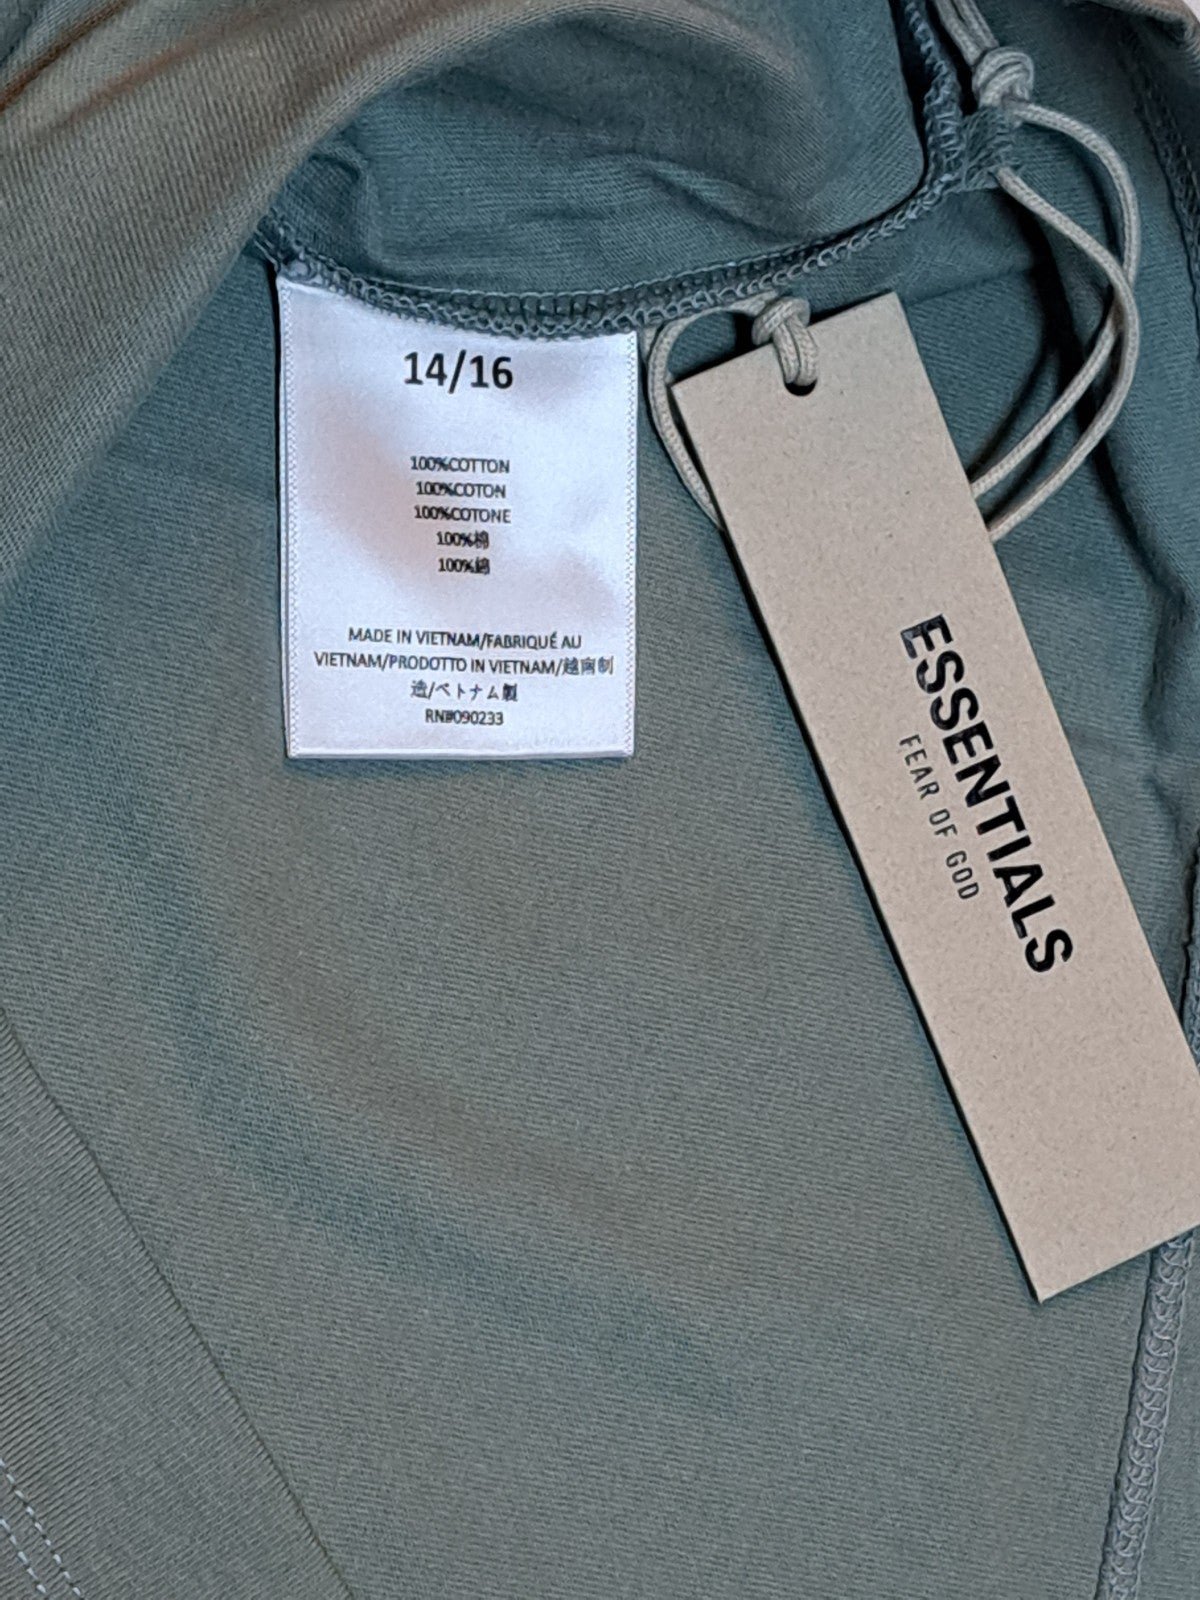 14/16
100%COTTON
100%COTON
100%COTONE
100%棉
100%綿
MADE IN VIETNAM/FABRIQUÉ AU
VIETNAM/PRODOTTO IN VIETNAM/越南制
造/ベトナム製
RN#090233
ESSENTIALS
FEAR OF GOD